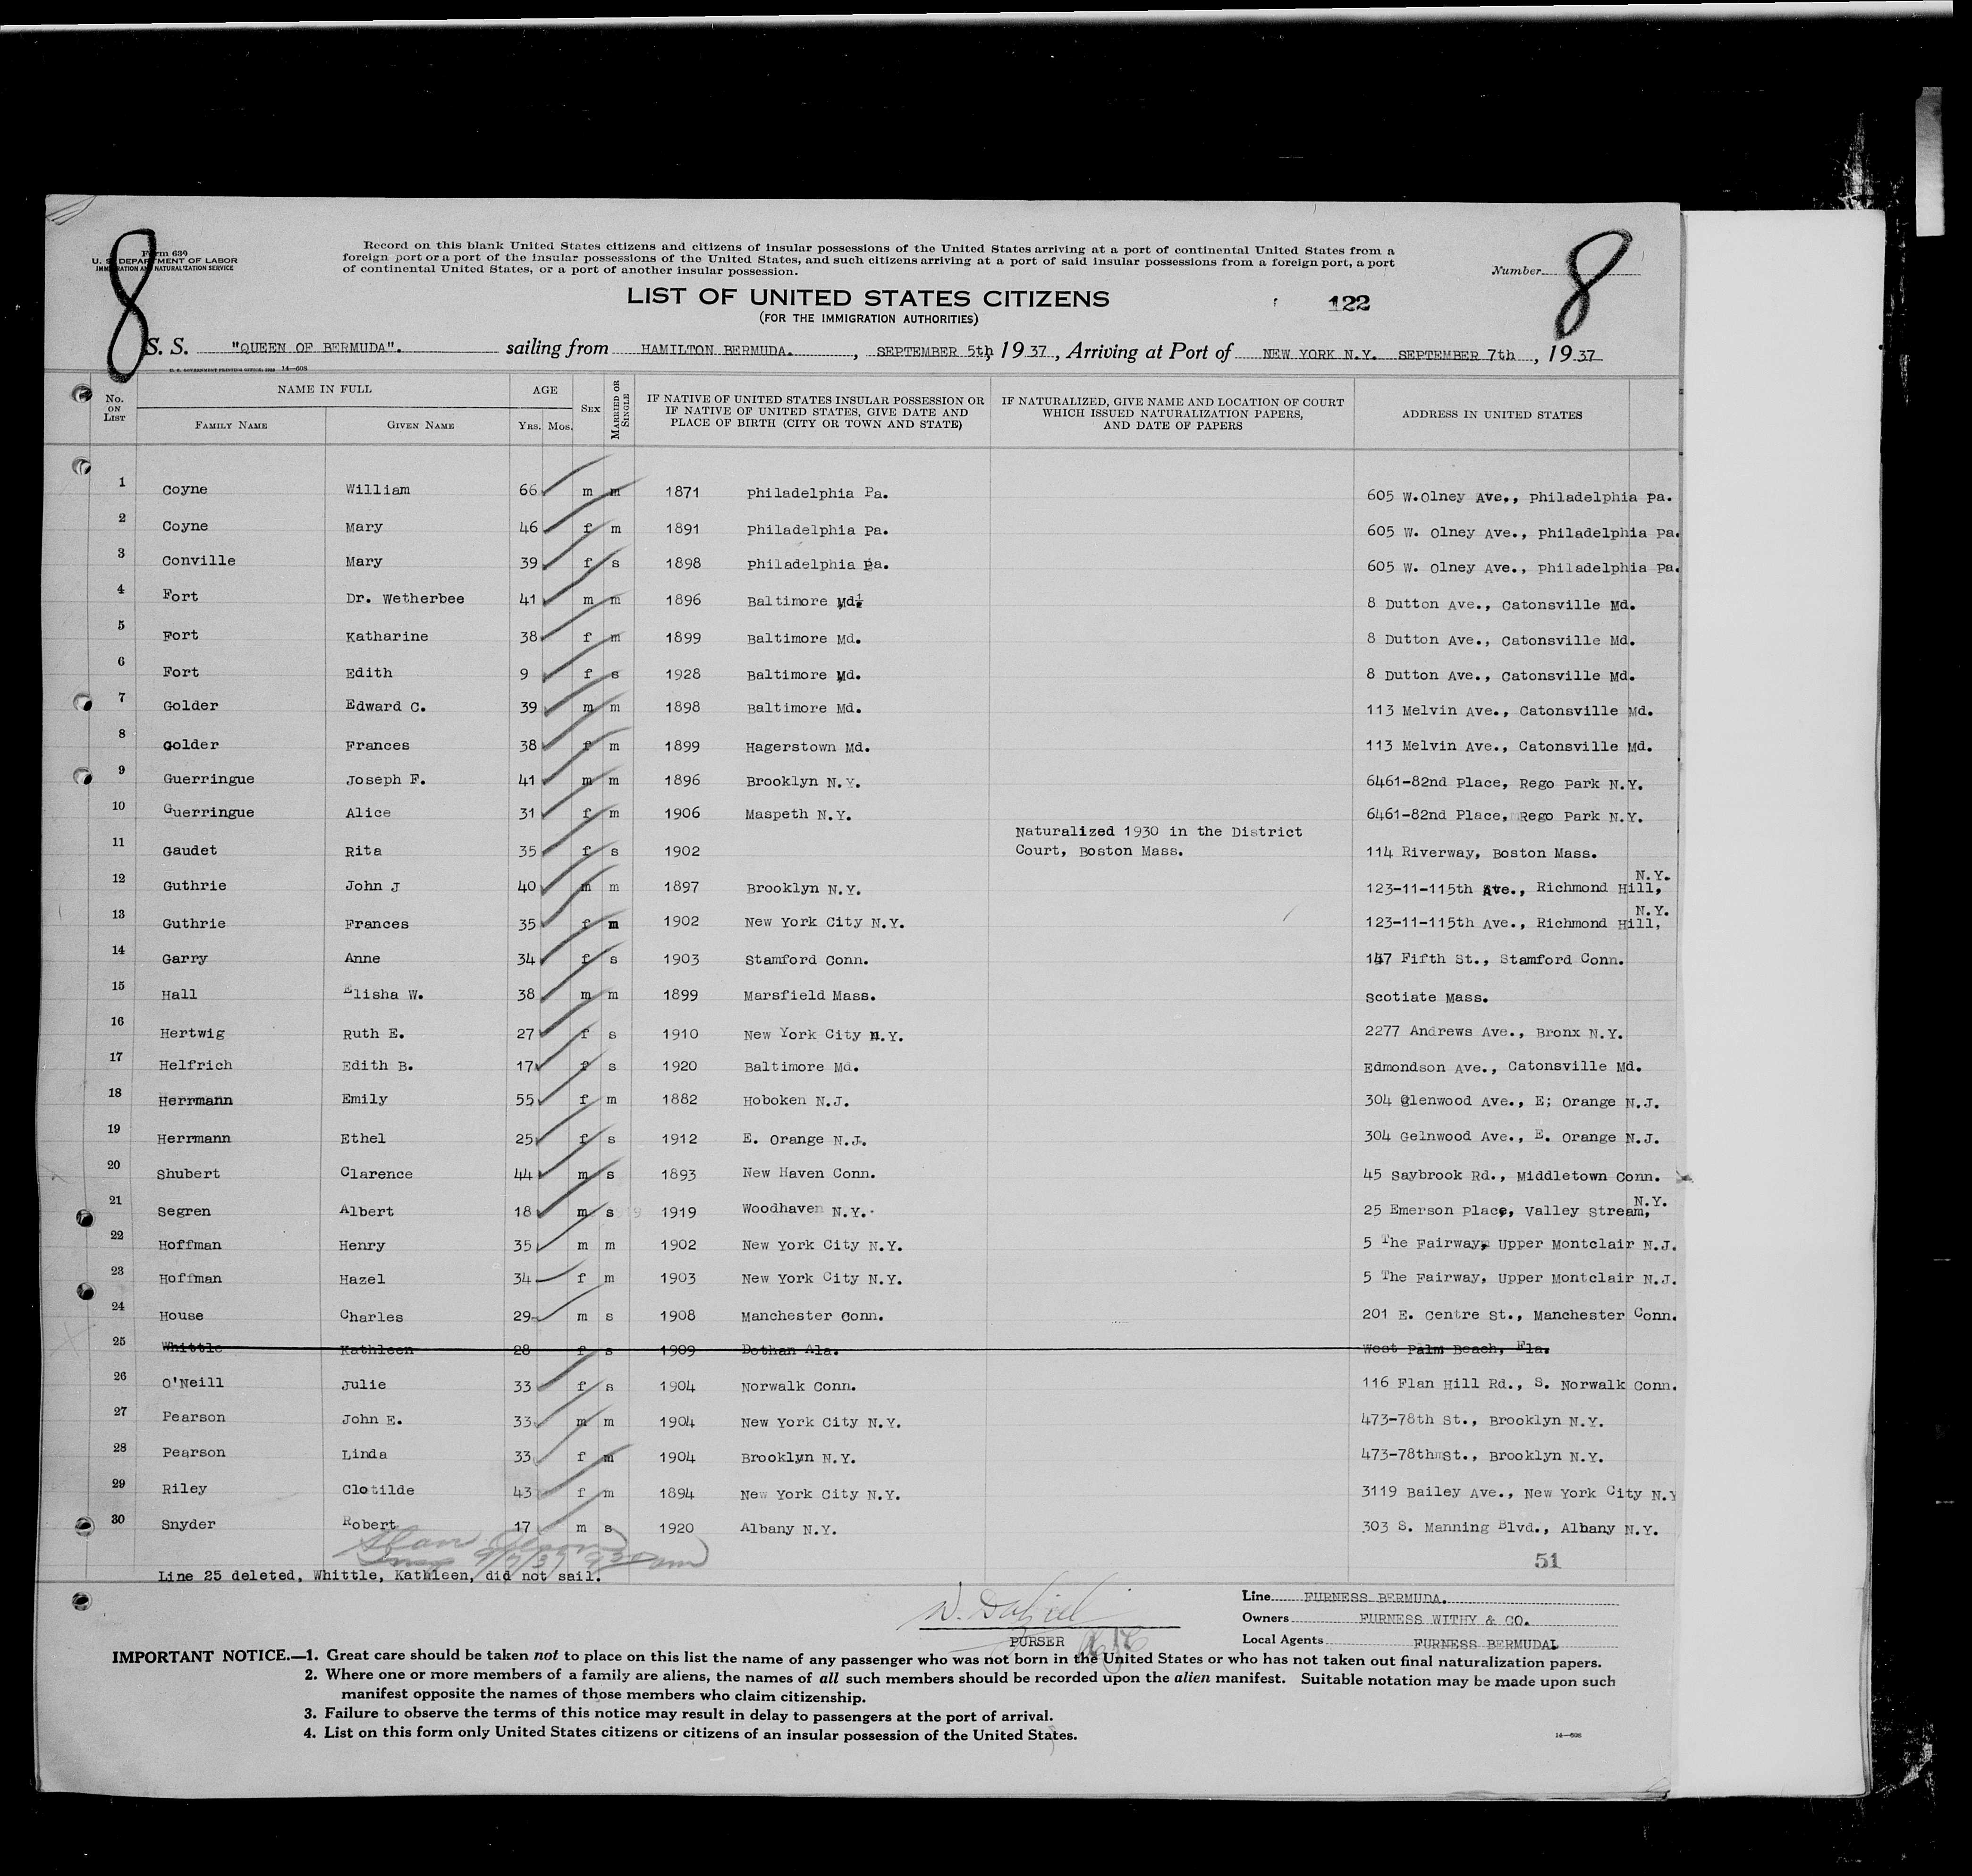 8
Form 630
U. S. DEPARTMENT OF LABOR
IMMIGRATION AND NATURALIZATION SERVICE
Record on this blank United States citizens and citizens of insular possessions of the United States arriving at a port of continental United States from a
foreign port or a port of the insular possessions of the United States, and such citizens arriving at a port of said insular possessions from a foreign port, a port
of continental United States, or a port of another insular possession.
Number 8
LIST OF UNITED STATES CITIZENS
122
(FOR THE IMMIGRATION AUTHORITIES)
S. S. "QUEEN OF BERMUDA". sailing from HAMILTON BERMUDA. , SEPTEMBER 5th, 19 37 , Arriving at Port of NEW YORK N.Y. SEPTEMBER 7th , 19 37
14—608
No. ON LIST NAME IN FULL AGE SEX MARRIED OR SINGLE IF NATIVE OF UNITED STATES INSULAR POSSESSION OR IF NATIVE OF UNITED STATES, GIVE DATE AND PLACE OF BIRTH (CITY OR TOWN AND STATE) IF NATURALIZED, GIVE NAME AND LOCATION OF COURT WHICH ISSUED NATURALIZATION PAPERS, AND DATE OF PAPERS ADDRESS IN UNITED STATES
FAMILY NAME GIVEN NAME YRS. MOS.
1 Coyne William 66 m m 1871 Philadelphia Pa. 605 W.Olney Ave., Philadelphia Pa.
2 Coyne Mary 46 f m 1891 Philadelphia Pa. 605 W. Olney Ave., Philadelphia Pa.
3 Conville Mary 39 f s 1898 Philadelphia Pa. 605 W. Olney Ave., Philadelphia Pa.
4 Fort Dr. Wetherbee 41 m m 1896 Baltimore Md. 8 Dutton Ave., Catonsville Md.
5 Fort Katharine 38 f m 1899 Baltimore Md. 8 Dutton Ave., Catonsville Md.
6 Fort Edith 9 f s 1928 Baltimore Md. 8 Dutton Ave., Catonsville Md.
7 Golder Edward C. 39 m m 1898 Baltimore Md. 113 Melvin Ave., Catonsville Md.
8 Golder Frances 38 f m 1899 Hagerstown Md. 113 Melvin Ave., Catonsville Md.
9 Guerringue Joseph F. 41 m m 1896 Brooklyn N.Y. 6461-82nd Place, Rego Park N.Y.
10 Guerringue Alice 31 f m 1906 Maspeth N.Y. 6461-82nd Place, Rego Park N.Y.
Naturalized 1930 in the District
11 Gaudet Rita 35 f s 1902 Court, Boston Mass. 114 Riverway, Boston Mass.
N.Y.
12 Guthrie John J 40 m m 1897 Brooklyn N.Y. 123-11-115th Ave., Richmond Hill,
N.Y.
13 Guthrie Frances 35 f m 1902 New York City N.Y. 123-11-115th Ave., Richmond Hill,
14 Garry Anne 34 f s 1903 Stamford Conn. 147 Fifth St., Stamford Conn.
15 Hall Elisha W. 38 m m 1899 Marsfield Mass. Scotiate Mass.
16 Hertwig Ruth E. 27 f s 1910 New York City N.Y. 2277 Andrews Ave., Bronx N.Y.
17 Helfrich Edith B. 17 f s 1920 Baltimore Md. Edmondson Ave., Catonsville Md.
18 Herrmann Emily 55 f m 1882 Hoboken N.J. 304 Glenwood Ave., E; Orange N.J.
19 Herrmann Ethel 25 f s 1912 E. Orange N.J. 304 Gelnwood Ave., E. Orange N.J.
20 Shubert Clarence 44 m s 1893 New Haven Conn. 45 Saybrook Rd., Middletown Conn.
N.Y.
21 Segren Albert 18 m s 1919 Woodhaven N.Y. 25 Emerson Place, Valley Stream,
22 Hoffman Henry 35 m m 1902 New York City N.Y. 5 The Fairway, Upper Montclair N.J.
23 Hoffman Hazel 34 f m 1903 New York City N.Y. 5 The Fairway, Upper Montclair N.J.
24 House Charles 29 m s 1908 Manchester Conn. 201 E. Centre St., Manchester Conn.
25 Whittle Kathleen 28 f s 1909 Dothan Ala. West Palm Beach, Fla.
26 O'Neill Julie 33 f s 1904 Norwalk Conn. 116 Flan Hill Rd., S. Norwalk Conn.
27 Pearson John E. 33 m m 1904 New York City N.Y. 473-78th St., Brooklyn N.Y.
28 Pearson Linda 33 f m 1904 Brooklyn N.Y. 473-78th St., Brooklyn N.Y.
29 Riley Clotilde 43 f m 1894 New York City N.Y. 3119 Bailey Ave., New York City N.Y
30 Snyder Robert 17 m s 1920 Albany N.Y. 303 S. Manning Blvd., Albany N.Y.
9/7/37 9 30 am
51
Line 25 deleted, Whittle, Kathleen, did not sail.
Line FURNESS BERMUDA.
Owners FURNESS WITHY & CO.
PURSER
Local Agents FURNESS BERMUDAL
IMPORTANT NOTICE.—1. Great care should be taken not to place on this list the name of any passenger who was not born in the United States or who has not taken out final naturalization papers.
2. Where one or more members of a family are aliens, the names of all such members should be recorded upon the alien manifest. Suitable notation may be made upon such
manifest opposite the names of those members who claim citizenship.
3. Failure to observe the terms of this notice may result in delay to passengers at the port of arrival.
4. List on this form only United States citizens or citizens of an insular possession of the United States.
14—608